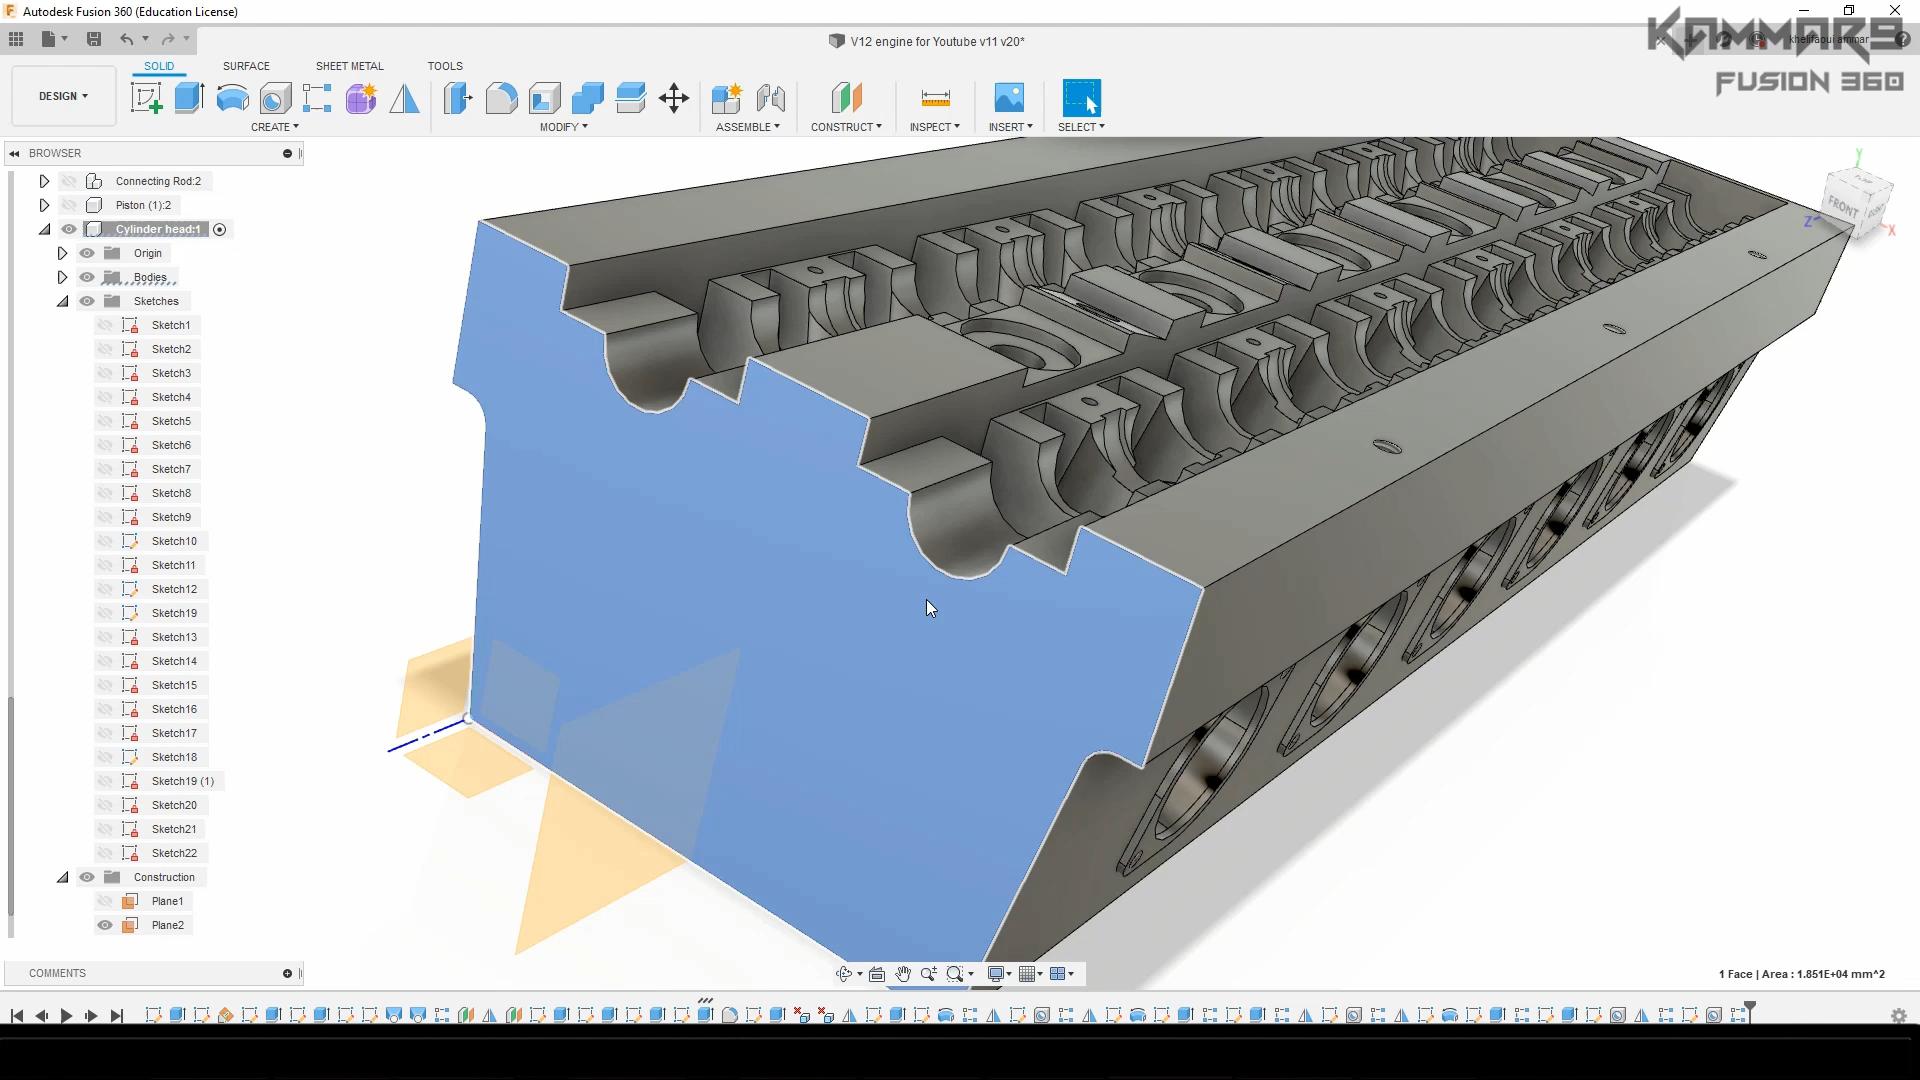 Autodesk Fusion 360 (Education License)
KAMMAR9
FUSION 360
V12 engine for Youtube v11 v20*
khelifaoui ammar
SOLID
SURFACE
SHEET METAL
TOOLS
DESIGN
CREATE
MODIFY
ASSEMBLE
CONSTRUCT
INSPECT
INSERT
SELECT
BROWSER
Connecting Rod:2
Piston (1):2
Cylinder head:1
Origin
Bodies
Sketches
Sketch1
Sketch2
Sketch3
Sketch4
Sketch5
Sketch6
Sketch7
Sketch8
Sketch9
Sketch10
Sketch11
Sketch12
Sketch19
Sketch13
Sketch14
Sketch15
Sketch16
Sketch17
Sketch18
Sketch19 (1)
Sketch20
Sketch21
Sketch22
Construction
Plane1
Plane2
COMMENTS
Y
FRONT
Z
X
1 Face | Area : 1.851E+04 mm^2